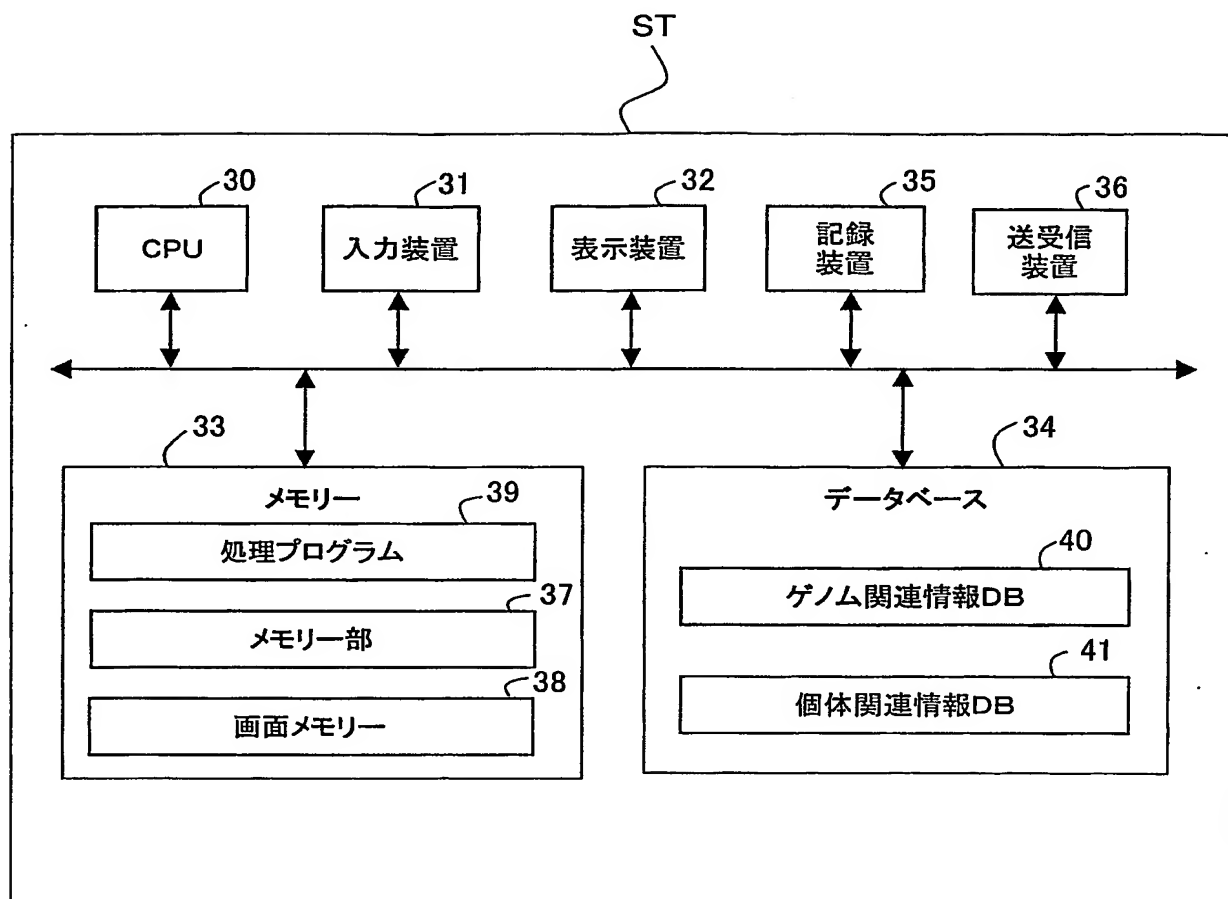 ST
30
CPU
31
入力装置
32
表示装置
35
記録
装置
36
送受信
装置
33
メモリー
39
処理プログラム
37
メモリー部
38
画面メモリー
34
データベース
40
ゲノム関連情報DB
41
個体関連情報DB